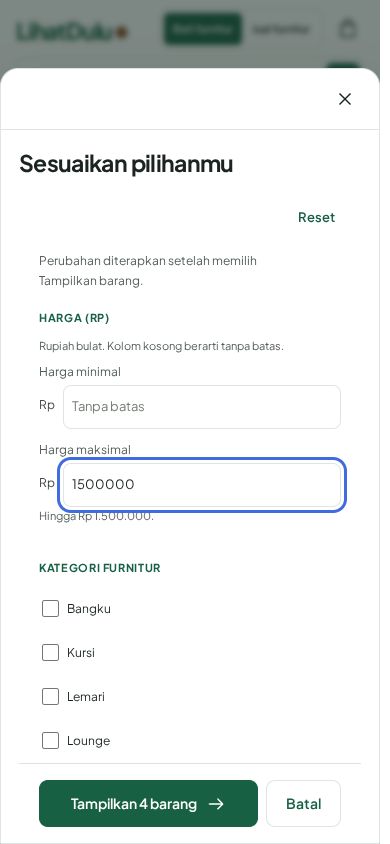 LihatDulu
Sesuaikan pilihanmu
Reset
Perubahan diterapkan setelah memilih
Tampilkan barang.
HARGA (RP)
Rupiah bulat. Kolom kosong berarti tanpa batas.
Harga minimal
Rp Tanpa batas
Harga maksimal
Rp 1500000
Hingga Rp 1.500.000.
KATEGORI FURNITUR
Bangku
Kursi
Lemari
Lounge
Tampilkan 4 barang → Batal